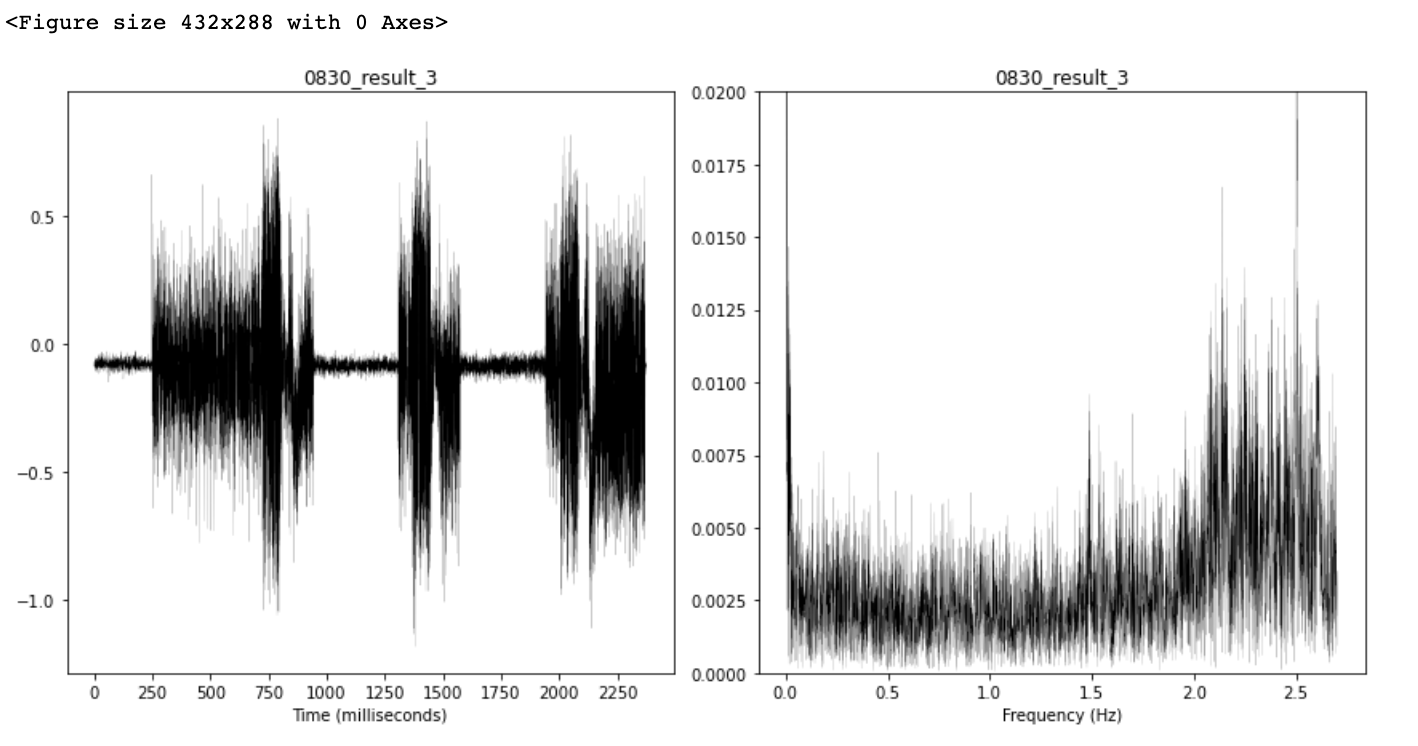 <Figure size 432x288 with 0 Axes>
0830_result_3
0.5
0.0
−0.5
−1.0
0 250 500 750 1000 1250 1500 1750 2000 2250
Time (milliseconds)
0830_result_3
0.0200
0.0175
0.0150
0.0125
0.0100
0.0075
0.0050
0.0025
0.0000
0.0 0.5 1.0 1.5 2.0 2.5
Frequency (Hz)